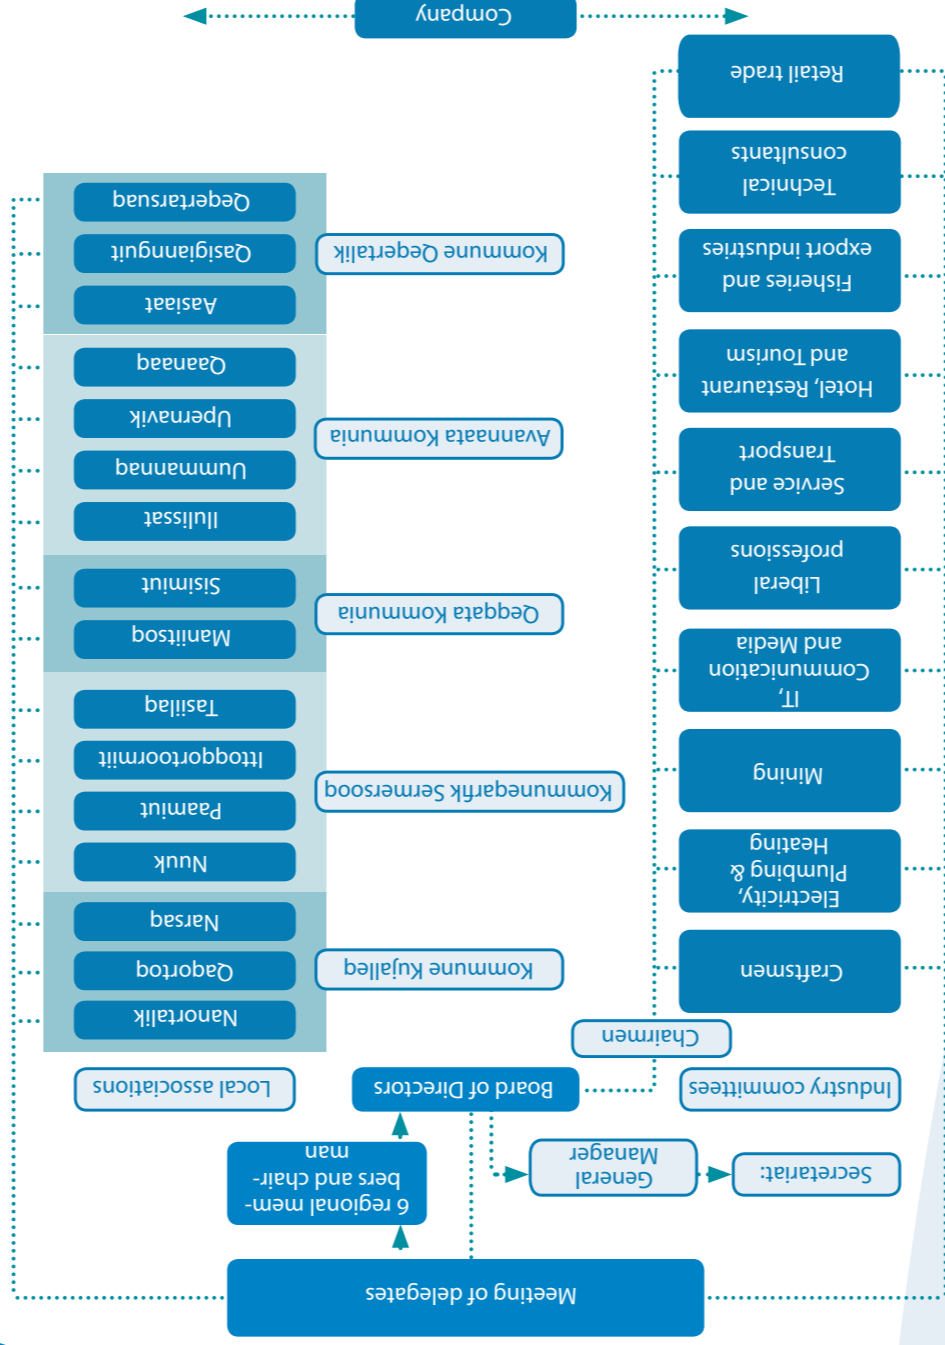 Meeting of delegates
6 regional mem-
bers and chair-
man
Secretariat:
General
Manager
Industry committees
Board of Directors
Local associations
Chairmen
Craftsmen
Electricity,
Plumbing &
Heating
Mining
IT,
Communication
and Media
Liberal
professions
Service and
Transport
Hotel, Restaurant
and Tourism
Fisheries and
export industries
Technical
consultants
Retail trade
Kommune Kujalleq
Nanortalik
Qaqortoq
Narsaq
Kommuneqarfik Sermersooq
Nuuk
Paamiut
Ittoqqortoormiit
Tasiilaq
Qeqqata Kommunia
Maniitsoq
Sisimiut
Avannaata Kommunia
Ilulissat
Uummannaq
Upernavik
Qaanaaq
Kommune Qeqertalik
Aasiaat
Qasigiannguit
Qeqertarsuaq
Company